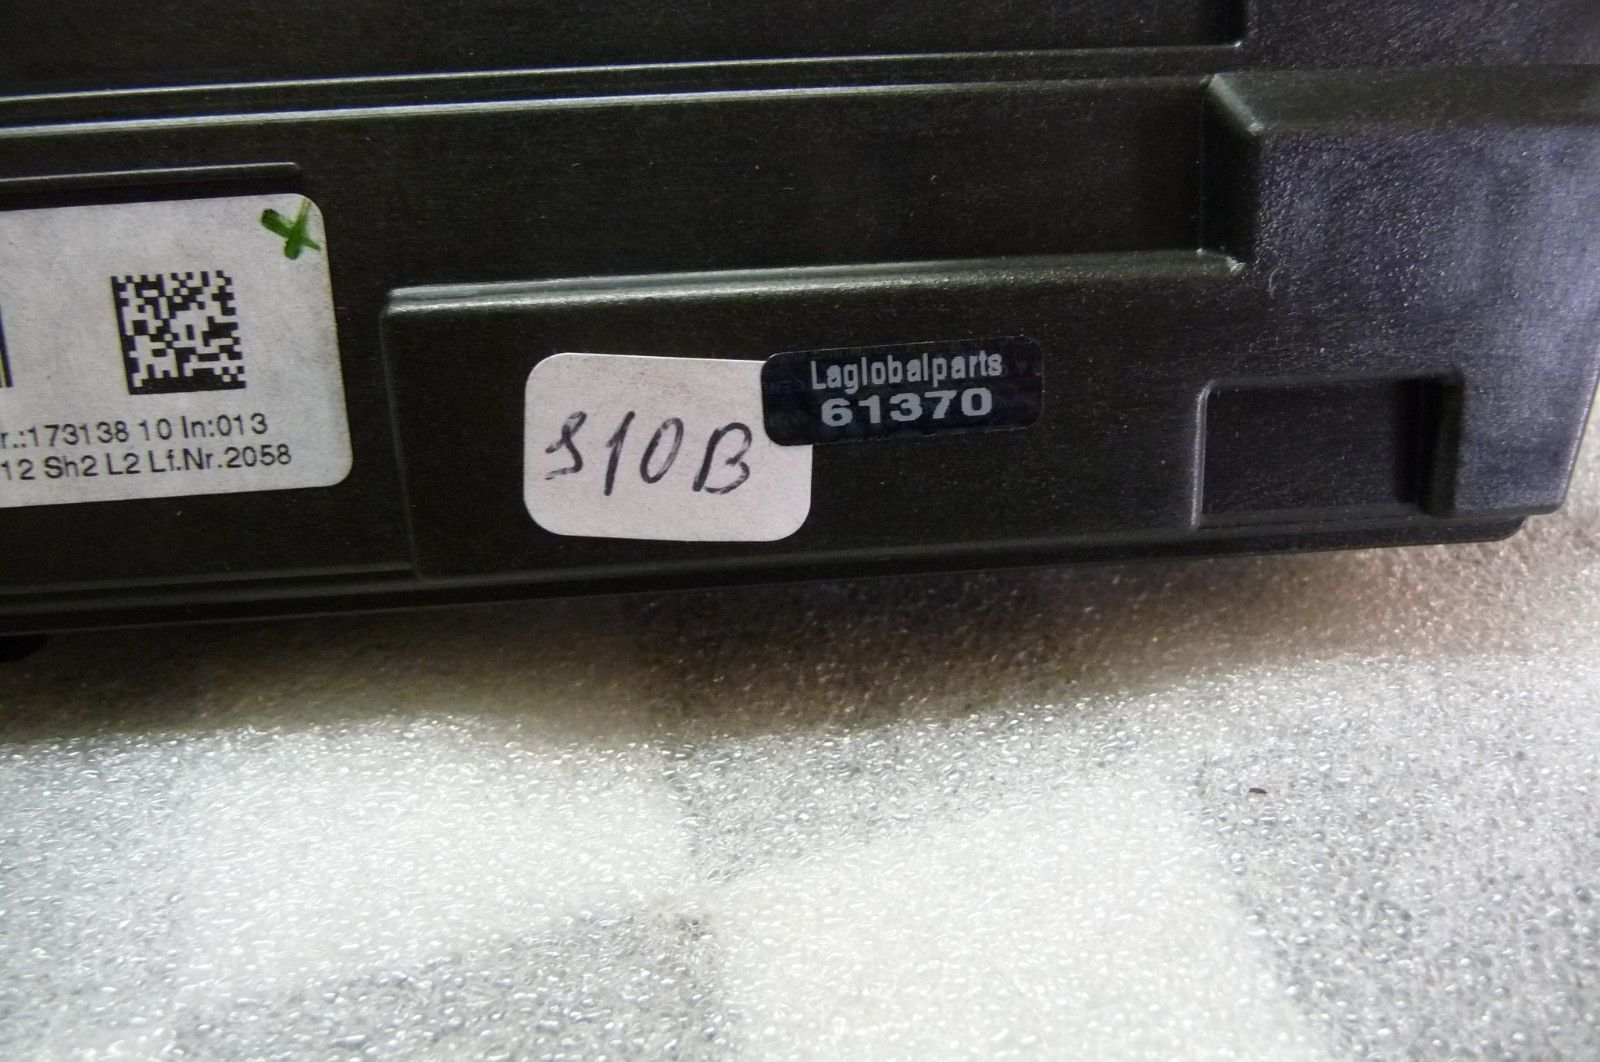 r.:173138 10 In:013
12 Sh2 L2 Lf.Nr.2058
S10B
Laglobalparts
61370